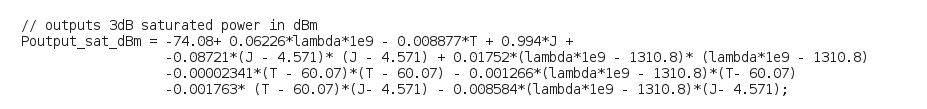 // outputs 3dB saturated power in dBm
Poutput_sat_dBm = -74.08+ 0.06226*lambda*1e9 - 0.008877*T + 0.994*J +
-0.08721*(J - 4.571)* (J - 4.571) + 0.01752*(lambda*1e9 - 1310.8)* (lambda*1e9 - 1310.8)
-0.00002341*(T - 60.07)*(T - 60.07) - 0.001266*(lambda*1e9 - 1310.8)*(T- 60.07)
-0.001763* (T - 60.07)*(J- 4.571) - 0.008584*(lambda*1e9 - 1310.8)*(J- 4.571);